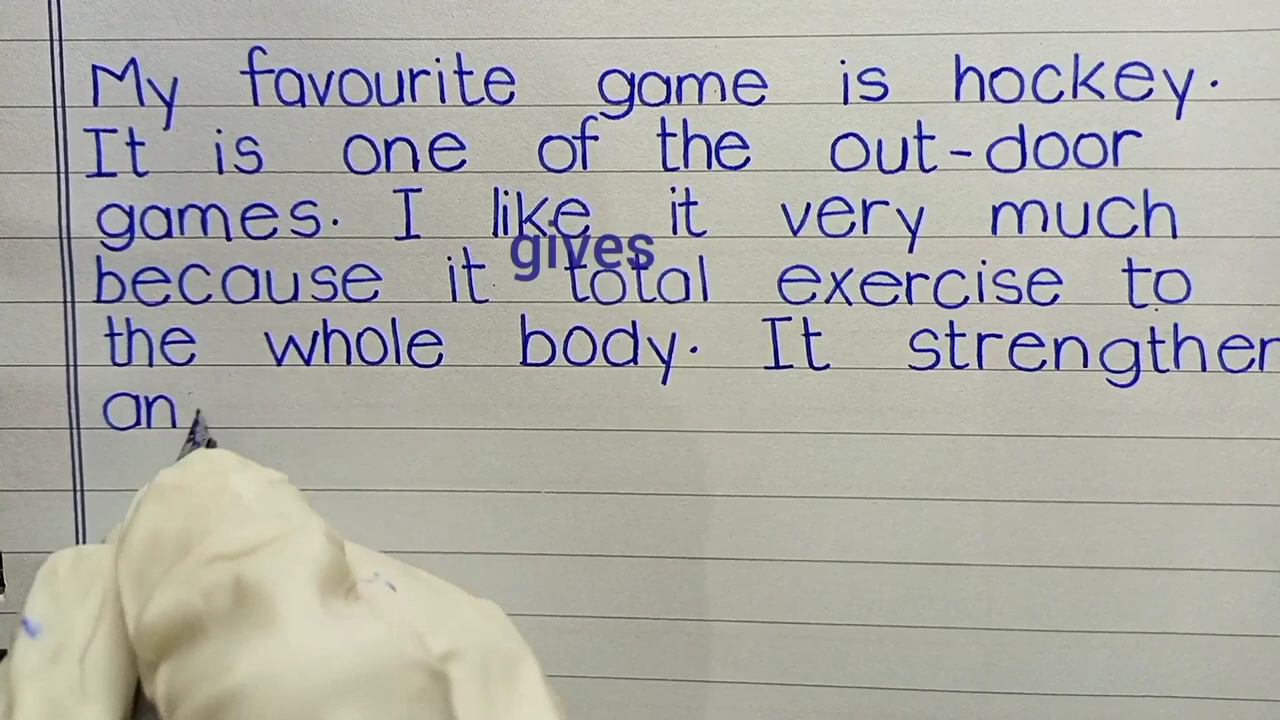 My favourite game is hockey.
It is one of the out-door
games. I like it very much
because it gives total exercise to
the whole body. It strengthen
an